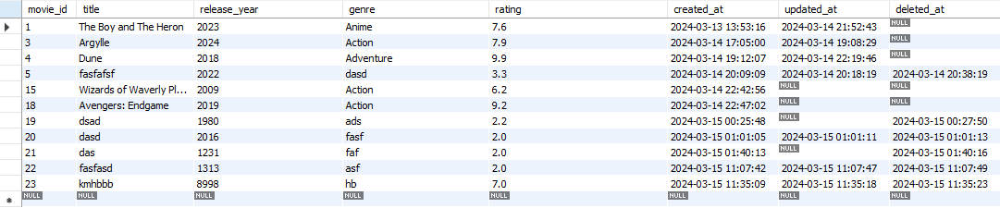 movie_id title release_year genre rating created_at updated_at deleted_at
1 The Boy and The Heron 2023 Anime 7.6 2024-03-13 13:53:16 2024-03-14 21:52:43 NULL
3 Argylle 2024 Action 7.9 2024-03-14 17:05:00 2024-03-14 19:08:29 NULL
4 Dune 2018 Adventure 9.9 2024-03-14 19:12:07 2024-03-14 22:19:46 NULL
5 fasfafsf 2022 dasd 3.3 2024-03-14 20:09:09 2024-03-14 20:18:19 2024-03-14 20:38:19
15 Wizards of Waverly Pl... 2009 Action 6.2 2024-03-14 22:42:56 NULL NULL
18 Avengers: Endgame 2019 Action 9.2 2024-03-14 22:47:02 NULL NULL
19 dsad 1980 ads 2.2 2024-03-15 00:25:48 NULL 2024-03-15 00:27:50
20 dasd 2016 fasf 2.0 2024-03-15 01:01:05 2024-03-15 01:01:11 2024-03-15 01:01:13
21 das 1231 faf 2.0 2024-03-15 01:40:13 NULL 2024-03-15 01:40:16
22 fasfasd 1313 asf 2.0 2024-03-15 11:07:42 2024-03-15 11:07:47 2024-03-15 11:07:49
23 kmhbbb 8998 hb 7.0 2024-03-15 11:35:09 2024-03-15 11:35:18 2024-03-15 11:35:23
NULL NULL NULL NULL NULL NULL NULL NULL